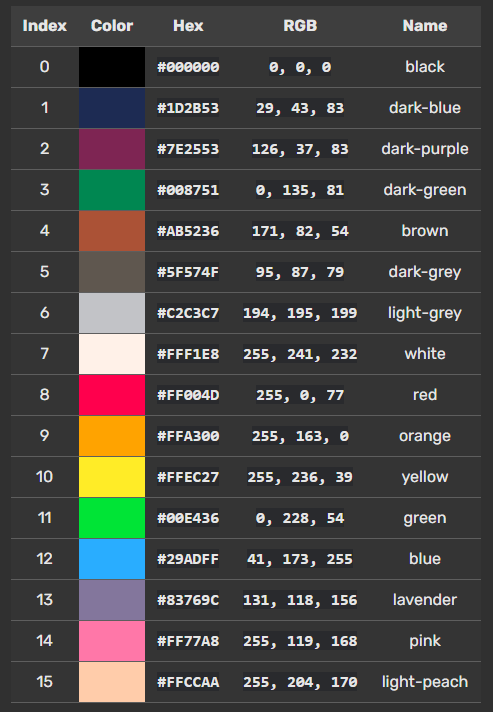 Index Color Hex RGB Name
0 #000000 0, 0, 0 black
1 #1D2B53 29, 43, 83 dark-blue
2 #7E2553 126, 37, 83 dark-purple
3 #008751 0, 135, 81 dark-green
4 #AB5236 171, 82, 54 brown
5 #5F574F 95, 87, 79 dark-grey
6 #C2C3C7 194, 195, 199 light-grey
7 #FFF1E8 255, 241, 232 white
8 #FF004D 255, 0, 77 red
9 #FFA300 255, 163, 0 orange
10 #FFEC27 255, 236, 39 yellow
11 #00E436 0, 228, 54 green
12 #29ADFF 41, 173, 255 blue
13 #83769C 131, 118, 156 lavender
14 #FF77A8 255, 119, 168 pink
15 #FFCCAA 255, 204, 170 light-peach